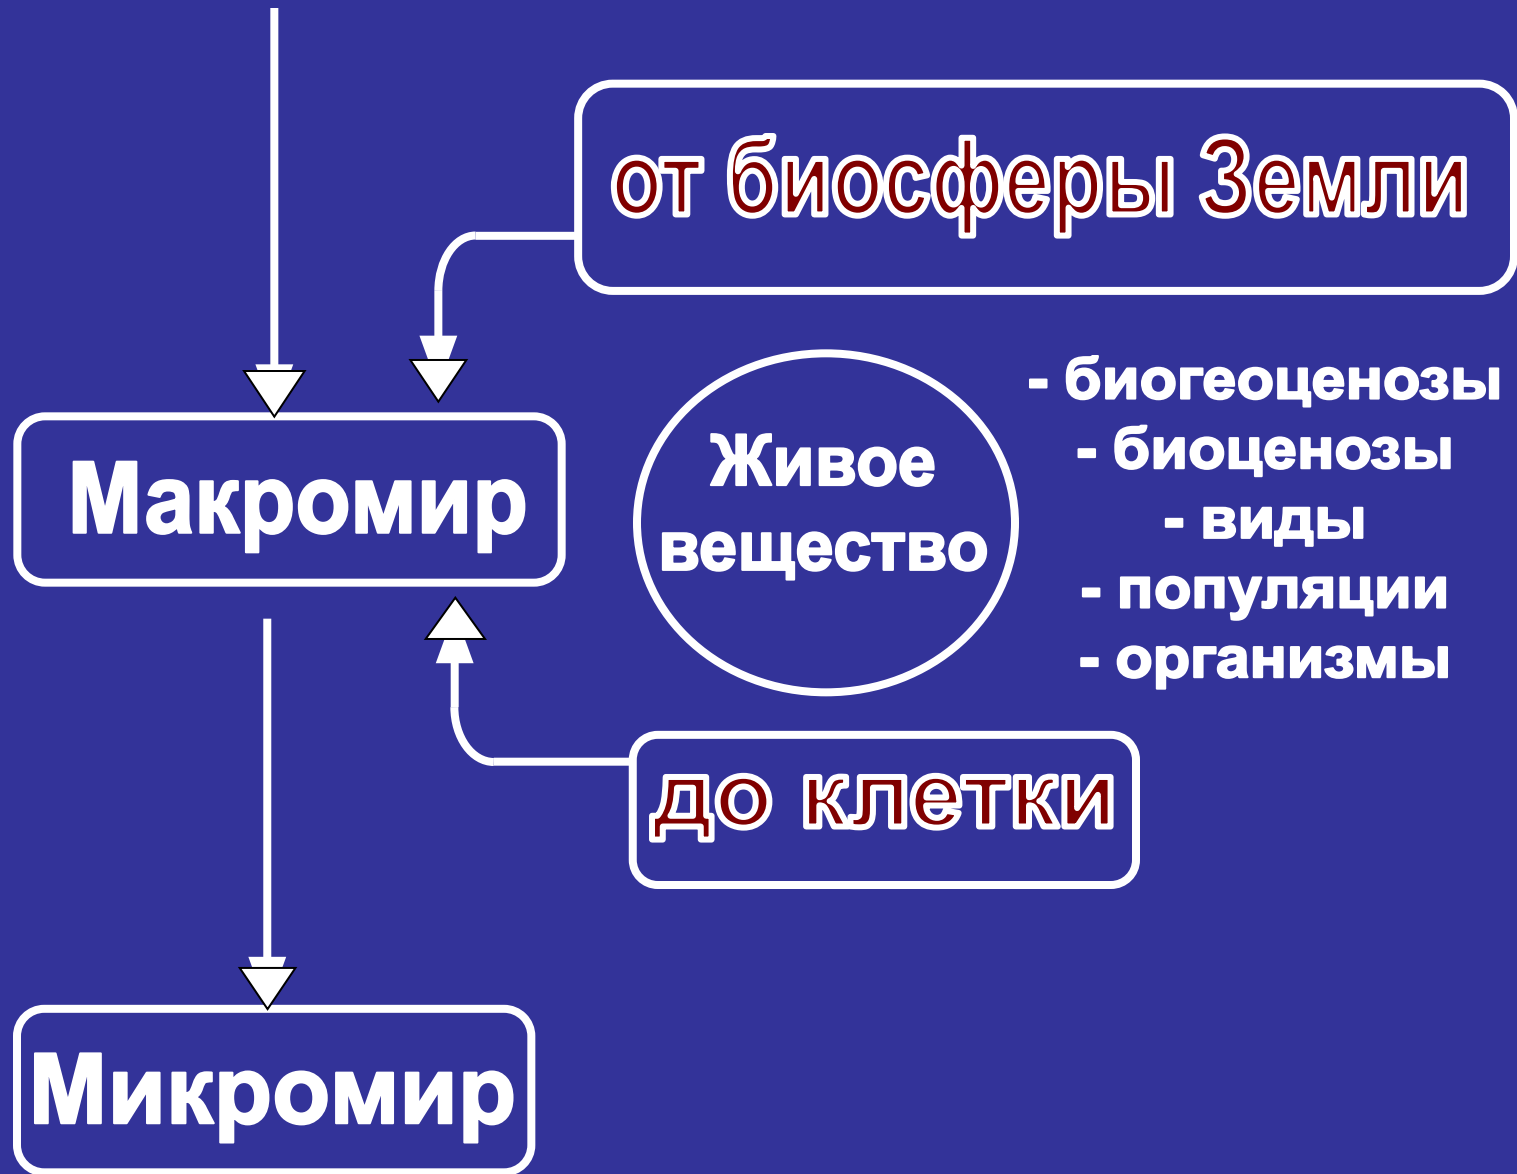 от биосферы Земли
Макромир
Живое
вещество
- биогеоценозы
- биоценозы
- виды
- популяции
- организмы
до клетки
Микромир